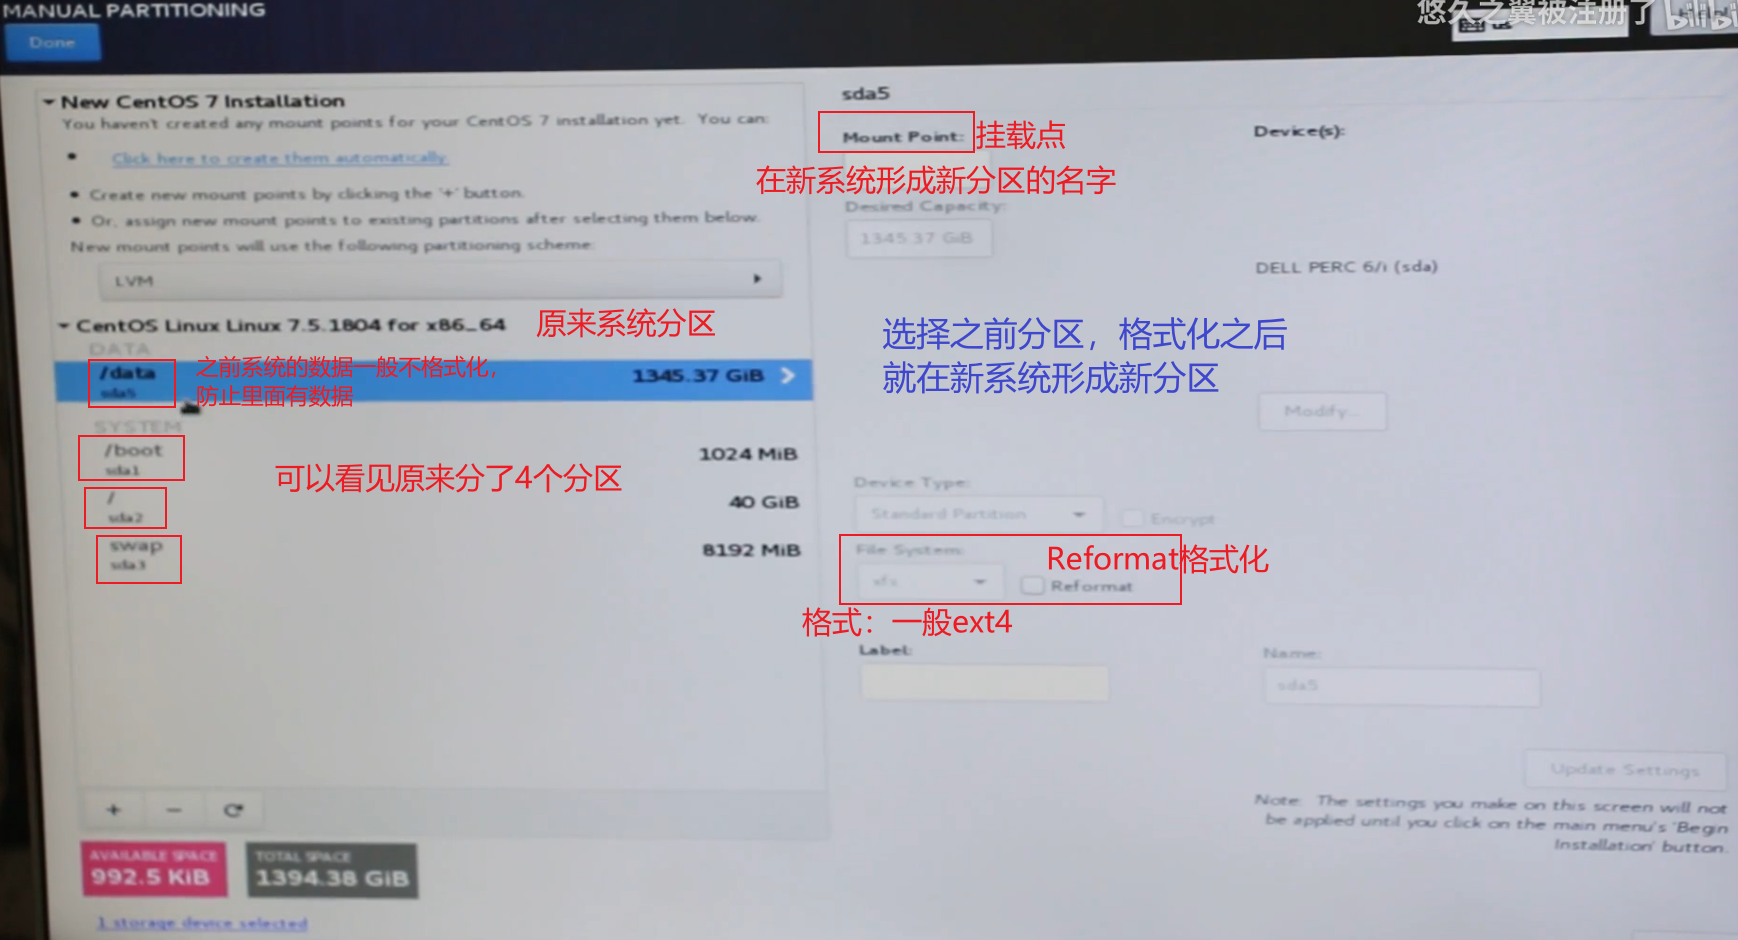 MANUAL PARTITIONING
悠久之翼被注册了
bilibili
Done
New CentOS 7 Installation
You haven't created any mount points for your CentOS 7 installation yet. You can:
Click here to create them automatically.
Create new mount points by clicking the '+' button.
Or, assign new mount points to existing partitions after selecting them below.
New mount points will use the following partitioning scheme:
LVM
CentOS Linux Linux 7.5.1804 for x86_64
原来系统分区
DATA
/data
sda5
之前系统的数据一般不格式化，
防止里面有数据
1345.37 GiB
SYSTEM
/boot
sda1
1024 MiB
可以看见原来分了4个分区
/
sda2
40 GiB
swap
sda3
8192 MiB
+
-
AVAILABLE SPACE
992.5 KiB
TOTAL SPACE
1394.38 GiB
1 storage device selected
sda5
Mount Point:
挂载点
在新系统形成新分区的名字
Device(s):
Desired Capacity:
1345.37 GiB
DELL PERC 6/i (sda)
选择之前分区，格式化之后
就在新系统形成新分区
Modify...
Device Type:
Standard Partition
Encrypt
File System:
Reformat格式化
xfs
Reformat
格式：一般ext4
Label:
Name:
sda5
Update Settings
Note: The settings you make on this screen will not
be applied until you click on the main menu's 'Begin
Installation' button.